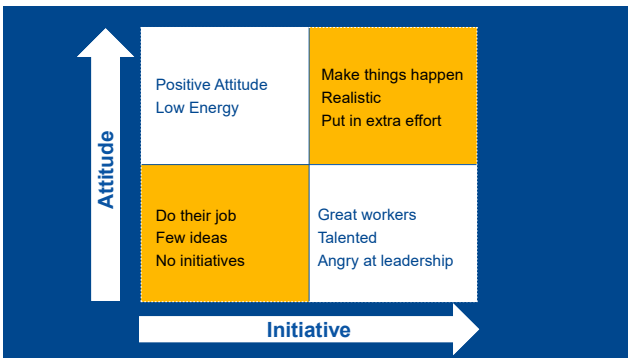 Positive Attitude
Low Energy
Make things happen
Realistic
Put in extra effort
Attitude
Do their job
Few ideas
No initiatives
Great workers
Talented
Angry at leadership
Initiative